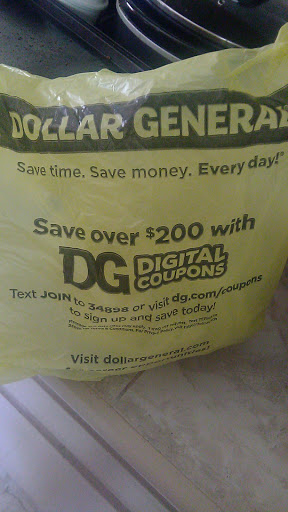 DOLLAR GENERAL
Save time. Save money. Every day!®
Save over $200 with
DG DIGITAL
COUPONS
Text JOIN to 34898 or visit dg.com/coupons
to sign up and save today!
Visit dollargeneral.com